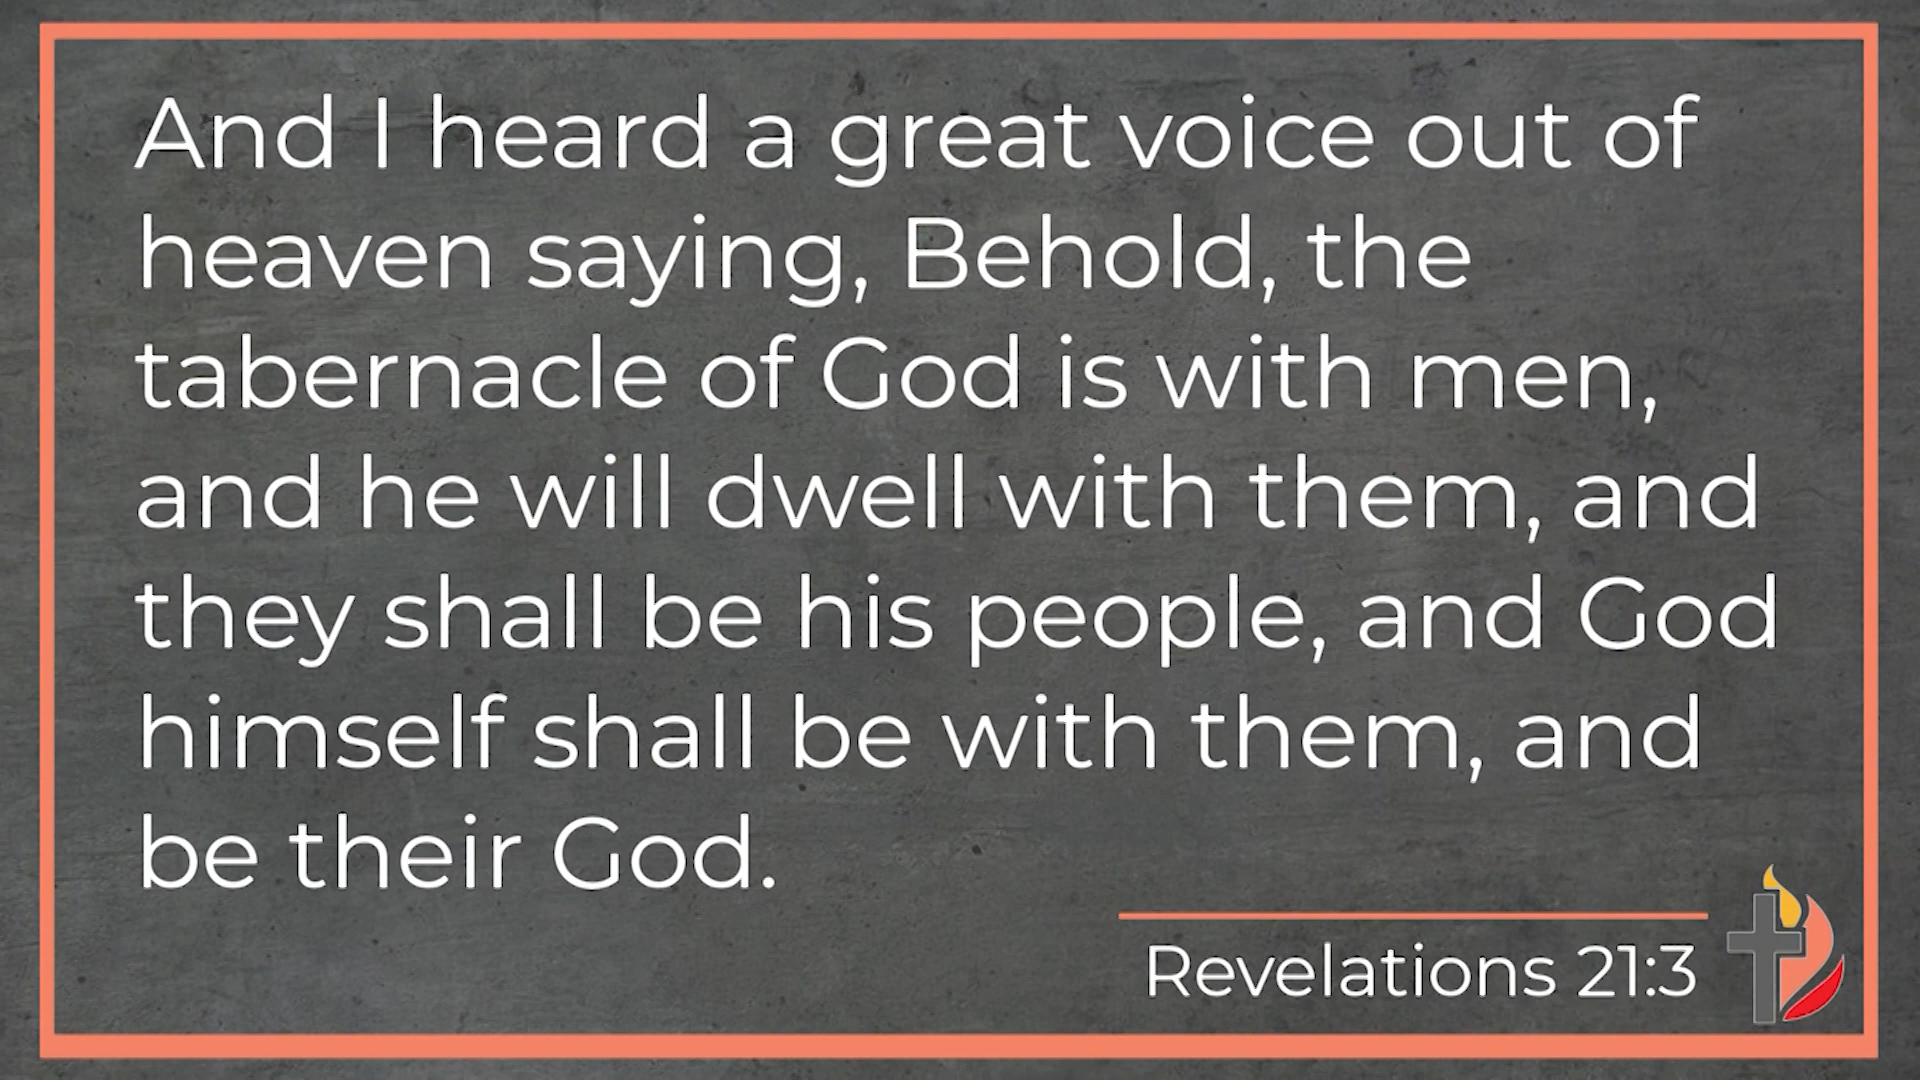 And I heard a great voice out of
heaven saying, Behold, the
tabernacle of God is with men,
and he will dwell with them, and
they shall be his people, and God
himself shall be with them, and
be their God.
Revelations 21:3